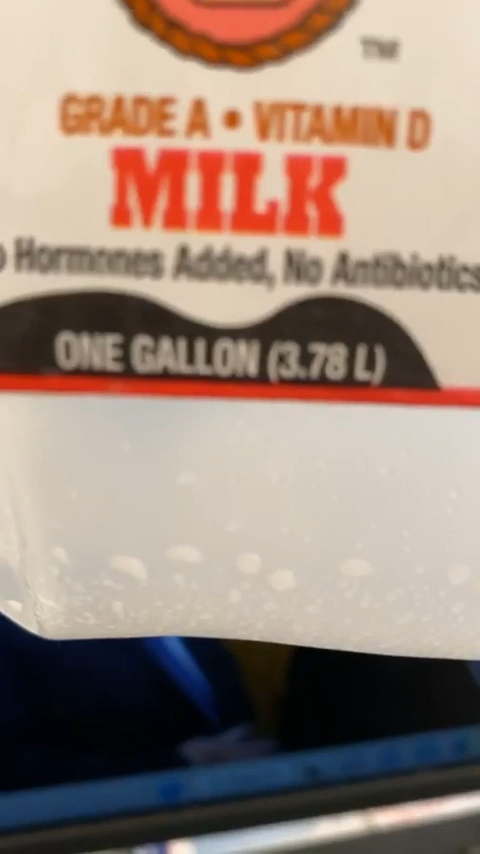 TM
GRADE A • VITAMIN D
MILK
Hormones Added, No Antibiotics
ONE GALLON (3.78 L)